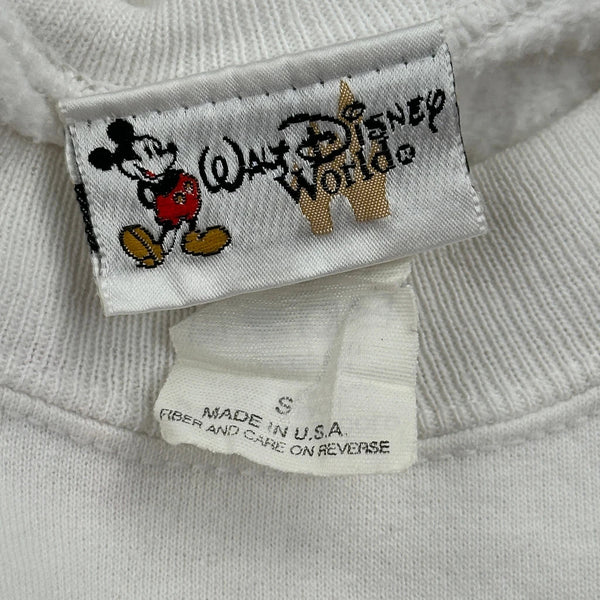 WALT DISNEY
World®
S
MADE IN U.S.A.
FIBER AND CARE ON REVERSE